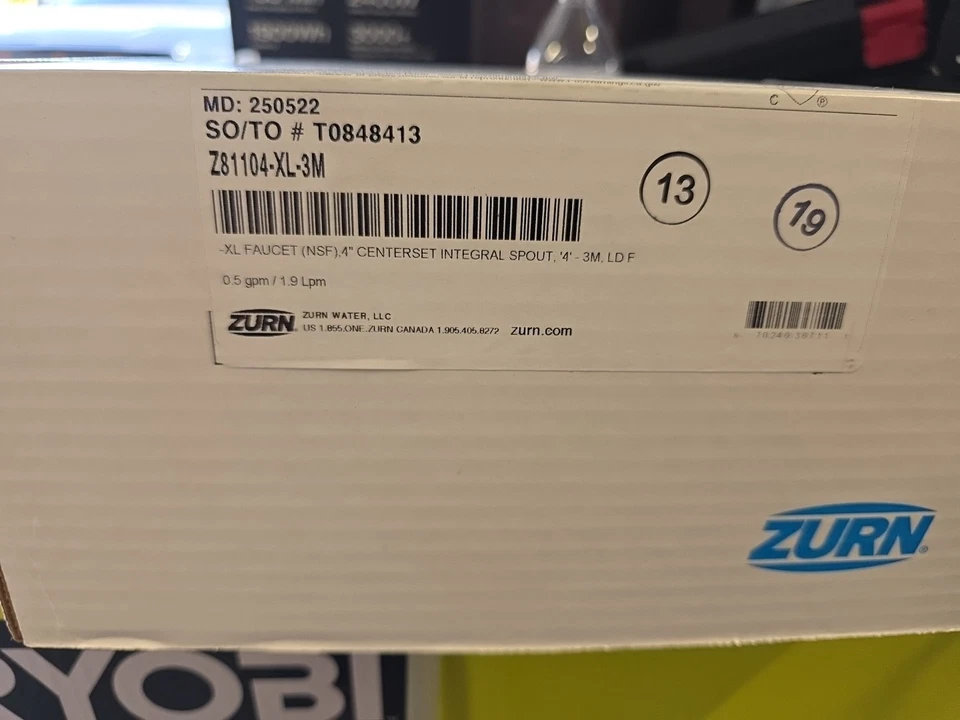 MD: 250522
SO/TO # T0848413
Z81104-XL-3M
13
19
-XL FAUCET (NSF),4" CENTERSET INTEGRAL SPOUT, '4' - 3M, LD F
0.5 gpm / 1.9 Lpm
ZURN
ZURN WATER, LLC
US 1.855.ONE.ZURN CANADA 1.905.405.8272 zurn.com
ZURN
RYOBI